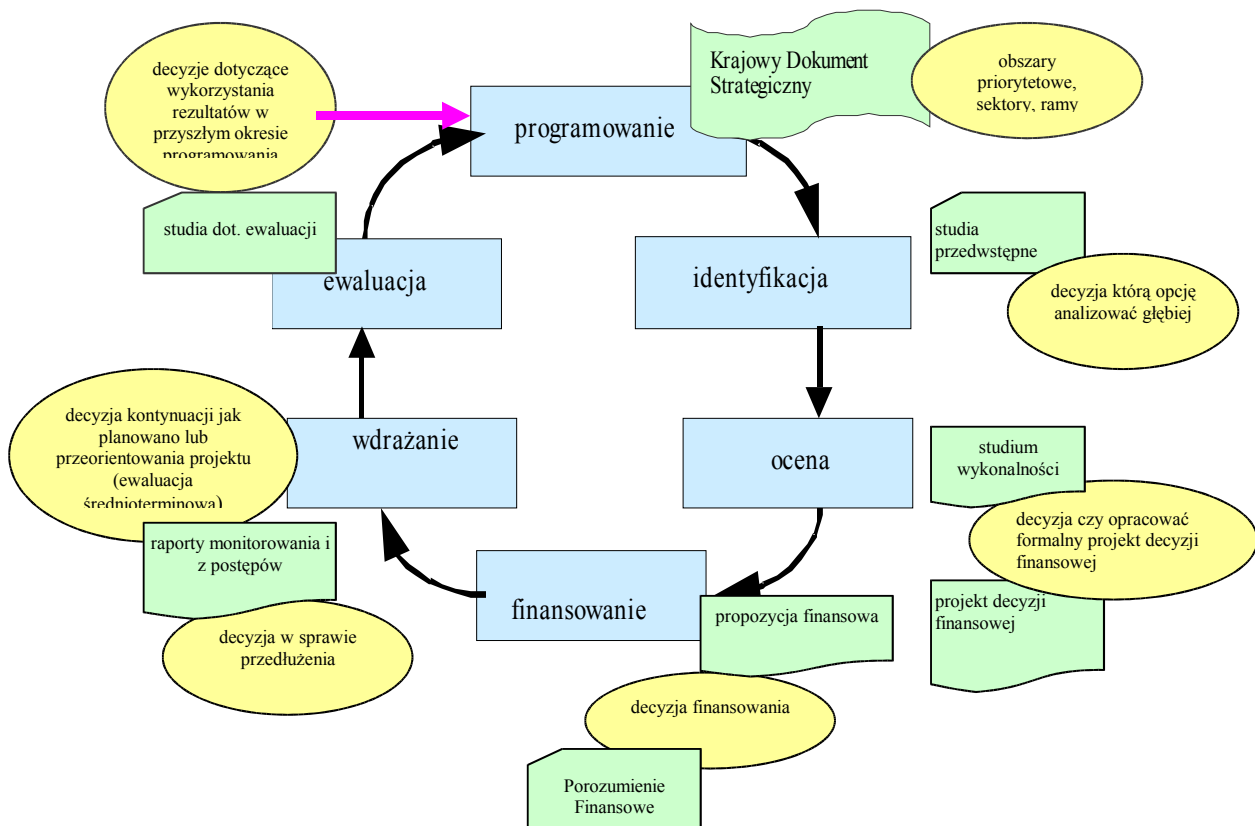 decyzje dotyczące
wykorzystania
rezultatów w
przyszłym okresie
programowania
Krajowy Dokument
Strategiczny
obszary
priorytetowe,
sektory, ramy
programowanie
studia dot. ewaluacji
ewaluacja
identyfikacja
studia
przedwstępne
decyzja którą opcję
analizować głębiej
decyzja kontynuacji jak
planowano lub
przeorientowania projektu
(ewaluacja
średnioterminowa)
wdrażanie
ocena
studium
wykonalności
decyzja czy opracować
formalny projekt decyzji
finansowej
raporty monitorowania i
z postępów
finansowanie
propozycja finansowa
projekt decyzji
finansowej
decyzja w sprawie
przedłużenia
decyzja finansowania
Porozumienie
Finansowe